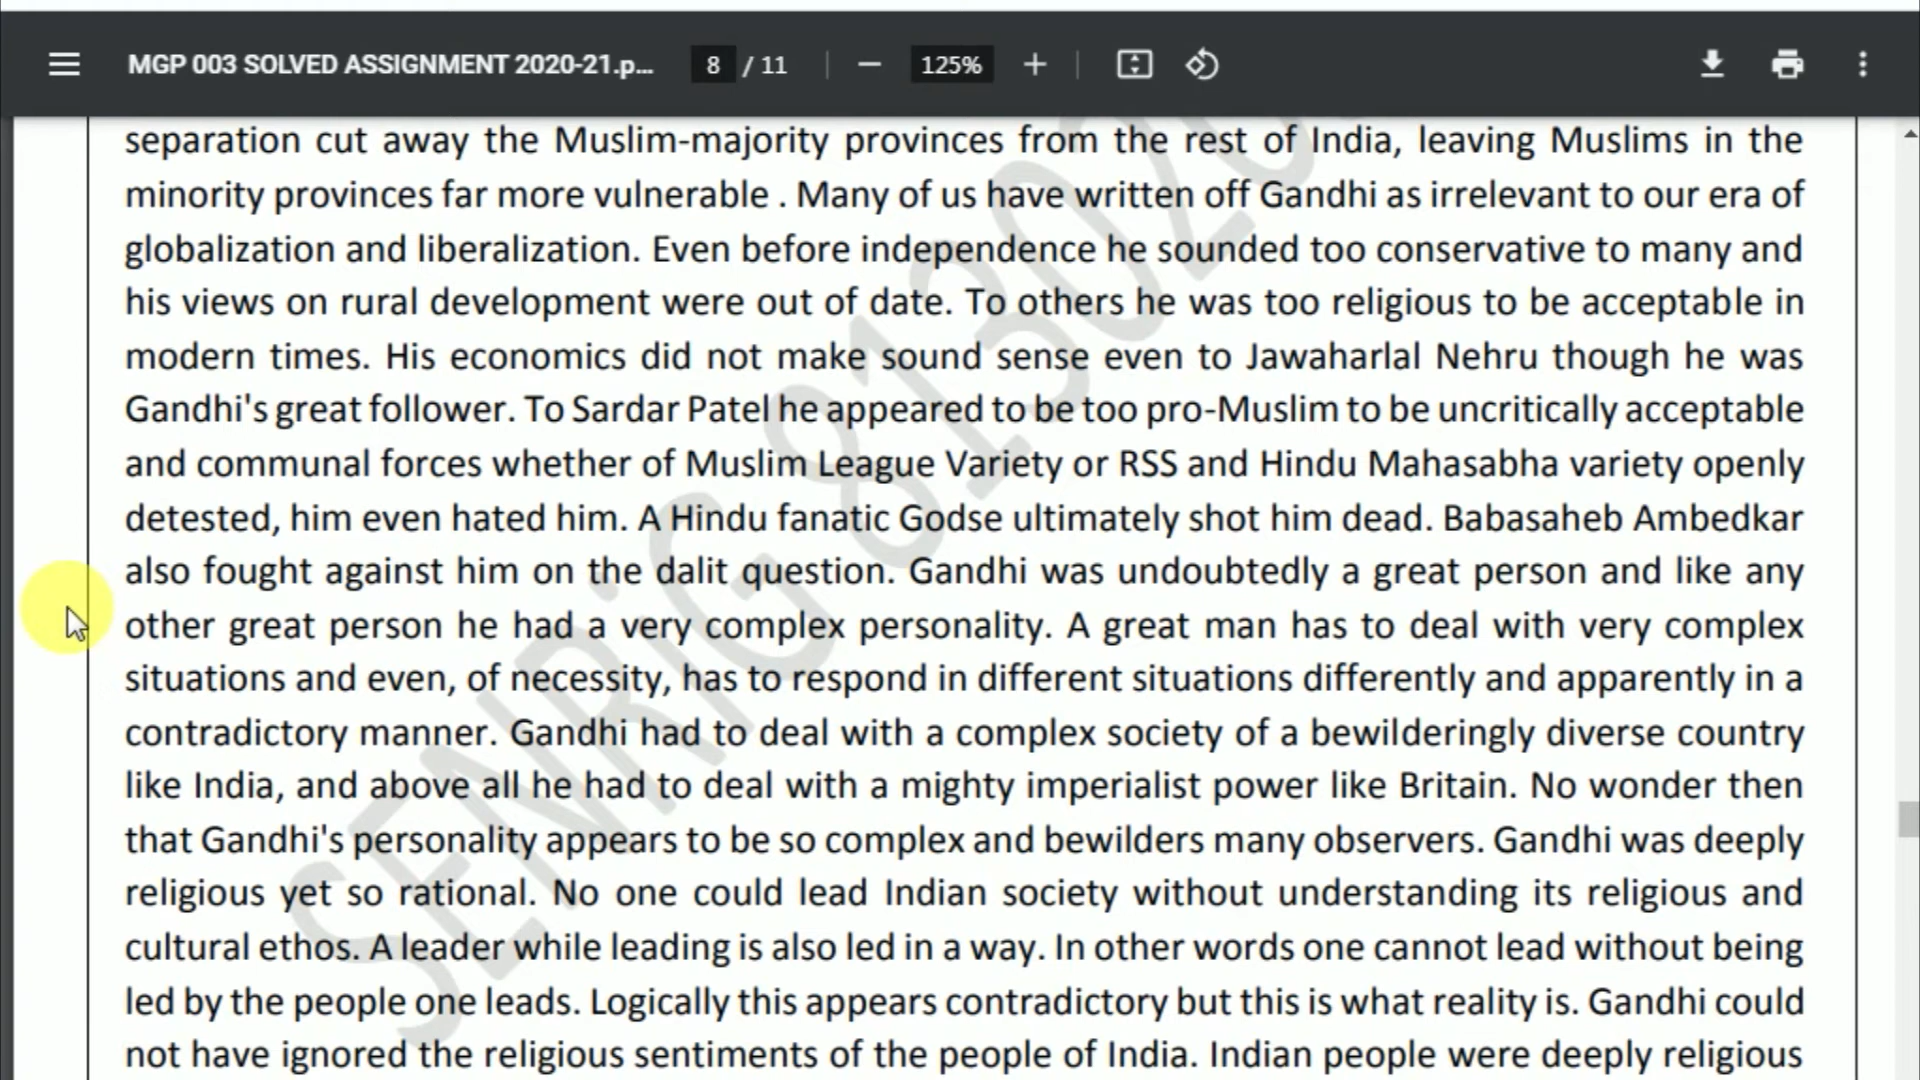 MGP 003 SOLVED ASSIGNMENT 2020-21.p...
8 / 11
125%
separation cut away the Muslim-majority provinces from the rest of India, leaving Muslims in the
minority provinces far more vulnerable . Many of us have written off Gandhi as irrelevant to our era of
globalization and liberalization. Even before independence he sounded too conservative to many and
his views on rural development were out of date. To others he was too religious to be acceptable in
modern times. His economics did not make sound sense even to Jawaharlal Nehru though he was
Gandhi's great follower. To Sardar Patel he appeared to be too pro-Muslim to be uncritically acceptable
and communal forces whether of Muslim League Variety or RSS and Hindu Mahasabha variety openly
detested, him even hated him. A Hindu fanatic Godse ultimately shot him dead. Babasaheb Ambedkar
also fought against him on the dalit question. Gandhi was undoubtedly a great person and like any
other great person he had a very complex personality. A great man has to deal with very complex
situations and even, of necessity, has to respond in different situations differently and apparently in a
contradictory manner. Gandhi had to deal with a complex society of a bewilderingly diverse country
like India, and above all he had to deal with a mighty imperialist power like Britain. No wonder then
that Gandhi's personality appears to be so complex and bewilders many observers. Gandhi was deeply
religious yet so rational. No one could lead Indian society without understanding its religious and
cultural ethos. A leader while leading is also led in a way. In other words one cannot lead without being
led by the people one leads. Logically this appears contradictory but this is what reality is. Gandhi could
not have ignored the religious sentiments of the people of India. Indian people were deeply religious